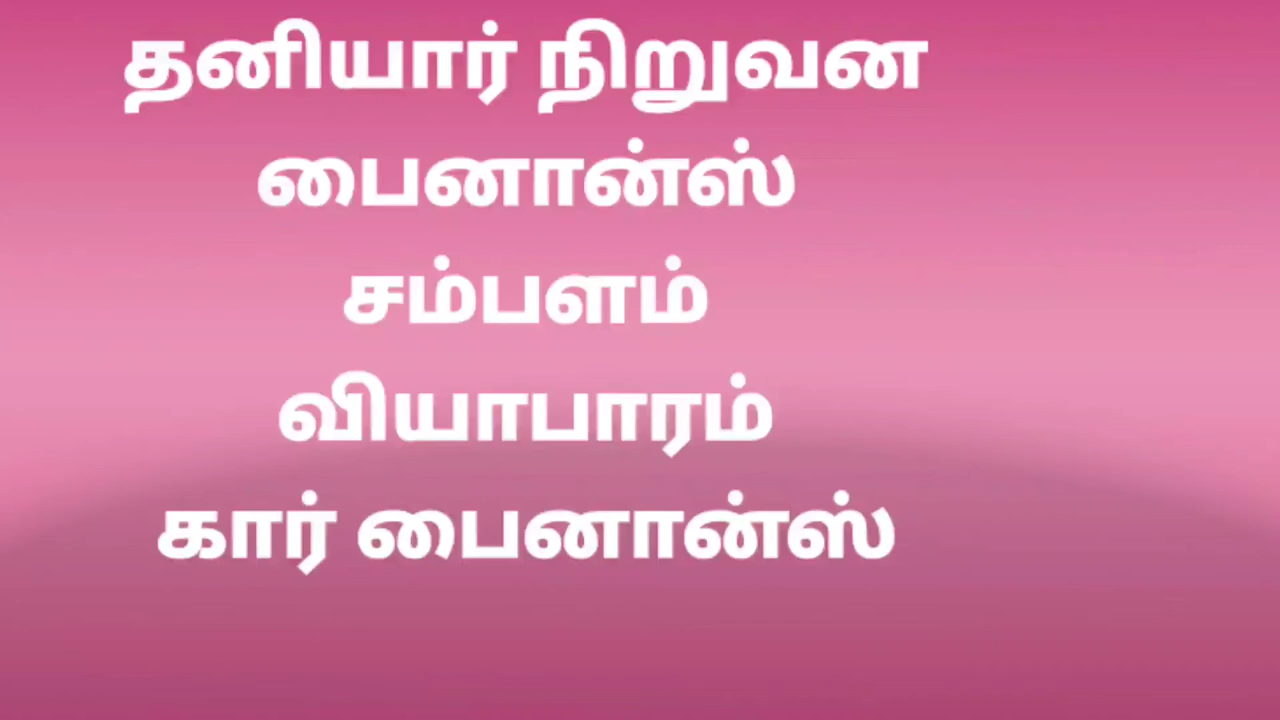 தனியார் நிறுவன
பைனான்ஸ்
சம்பளம்
வியாபாரம்
கார் பைனான்ஸ்